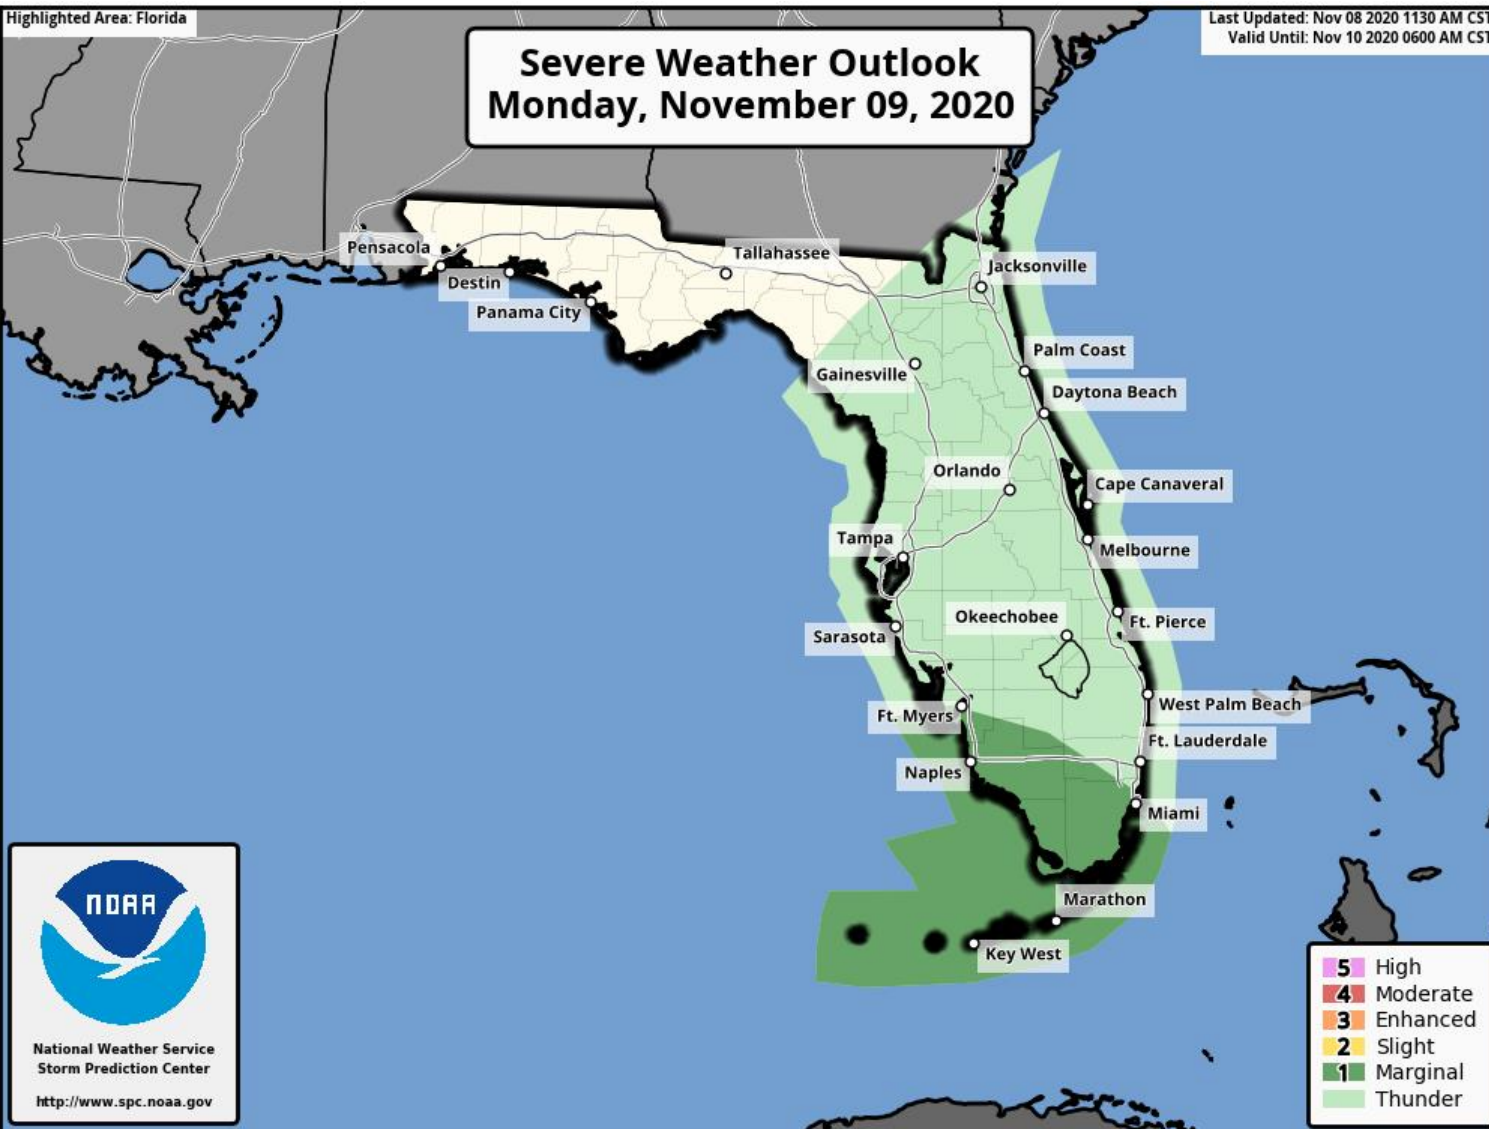 Highlighted Area: Florida
Last Updated: Nov 08 2020 1130 AM CST
Valid Until: Nov 10 2020 0600 AM CST
Severe Weather Outlook
Monday, November 09, 2020
Pensacola
Tallahassee
Jacksonville
Destin
Panama City
Palm Coast
Gainesville
Daytona Beach
Orlando
Cape Canaveral
Tampa
Melbourne
Okeechobee
Ft. Pierce
Sarasota
West Palm Beach
Ft. Myers
Ft. Lauderdale
Naples
Miami
Marathon
Key West
NOAA
National Weather Service
Storm Prediction Center
http://www.spc.noaa.gov
5 High
4 Moderate
3 Enhanced
2 Slight
1 Marginal
Thunder